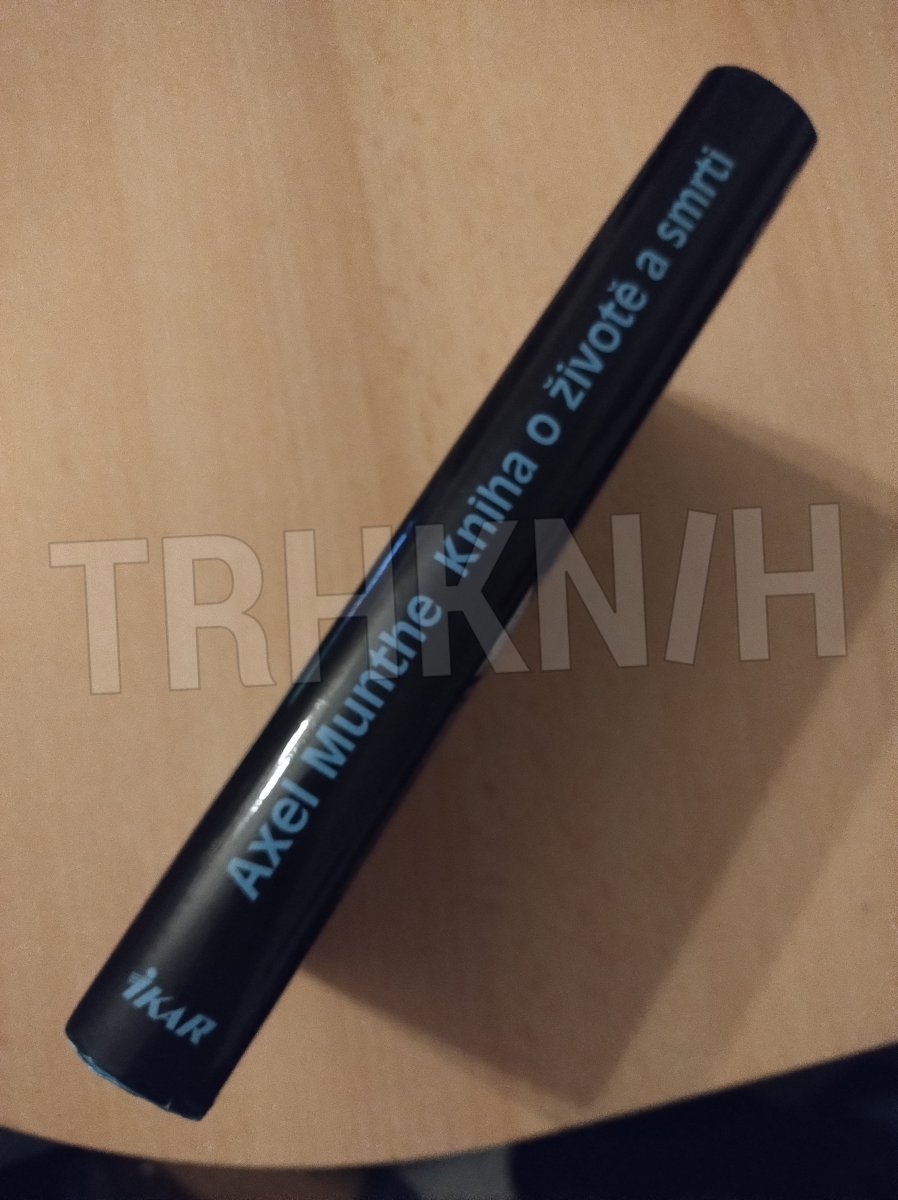 Axel Munthe Kniha o životě a smrti
iKAR
TRHKNIH